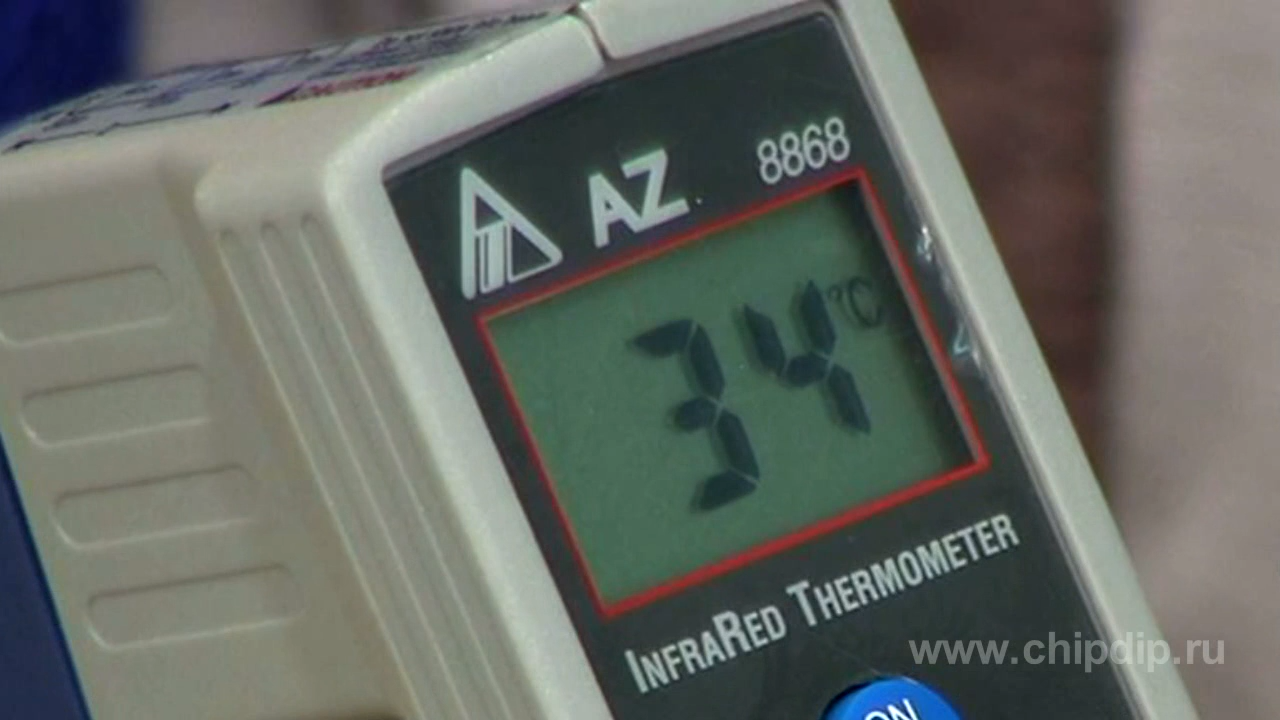 AZ 8868
34 °C
INFRARED THERMOMETER
www.chipdip.ru
ON